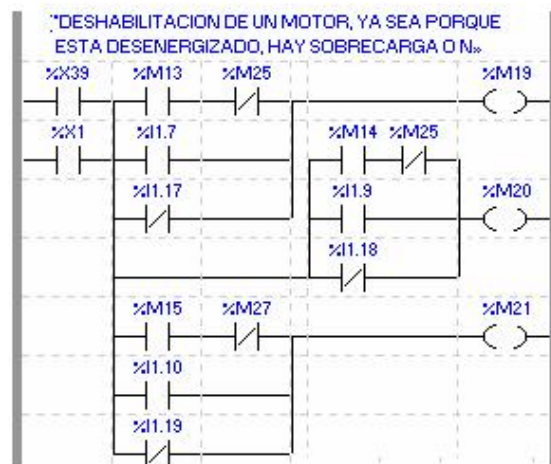 "DESHABILITACION DE UN MOTOR, YA SEA PORQUE
ESTA DESENERGIZADO, HAY SOBRECARGA O N»
%X39 %M13 %M25 %M19
%X1 %I1.7 %M14 %M25
%I1.17 %I1.9 %M20
%I1.18
%M15 %M27 %M21
%I1.10
%I1.19